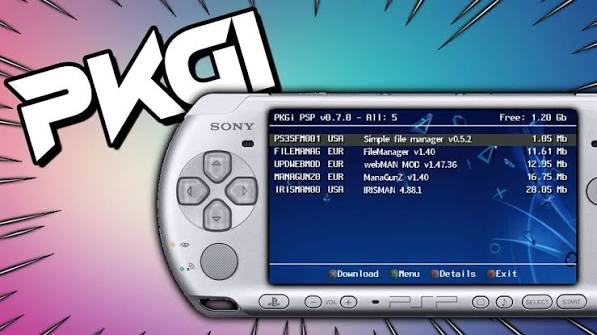 PKGI
SONY
PKGi PSP v0.7.0 - All: 5 Free: 1.20 Gb
PS3SFM001 USA Simple file manager v0.5.2 1.05 Mb
FILEMANAG EUR FileManager v1.40 11.61 Mb
UPDWEBMOD EUR webMAN MOD v1.47.36 12.95 Mb
MANAGUNZ0 EUR ManaGunZ v1.40 16.75 Mb
IRISMAN00 USA IRISMAN 4.88.1 28.05 Mb
Download Menu Details Exit
VOL
PSP
SELECT
START